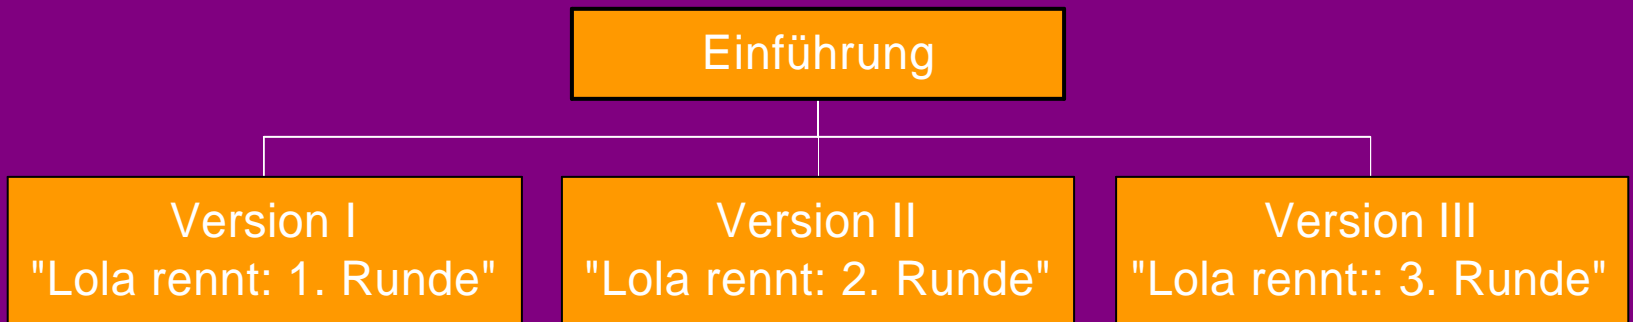 Einführung
Version I
"Lola rennt: 1. Runde"
Version II
"Lola rennt: 2. Runde"
Version III
"Lola rennt:: 3. Runde"